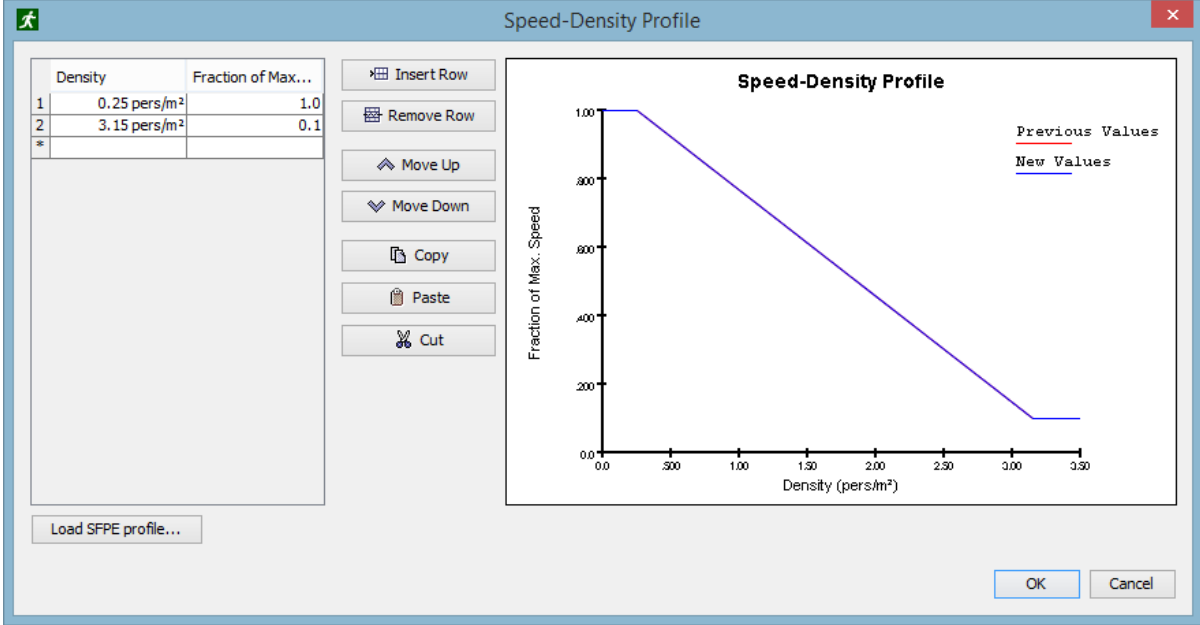 Speed-Density Profile
Density Fraction of Max...
1 0.25 pers/m² 1.0
2 3.15 pers/m² 0.1
*
Insert Row
Remove Row
Move Up
Move Down
Copy
Paste
Cut
Load SFPE profile...
Speed-Density Profile
Previous Values
New Values
Fraction of Max. Speed
1.00
.800
.600
.400
.200
0.0
0.0 .500 1.00 1.50 2.00 2.50 3.00 3.50
Density (pers/m²)
OK Cancel